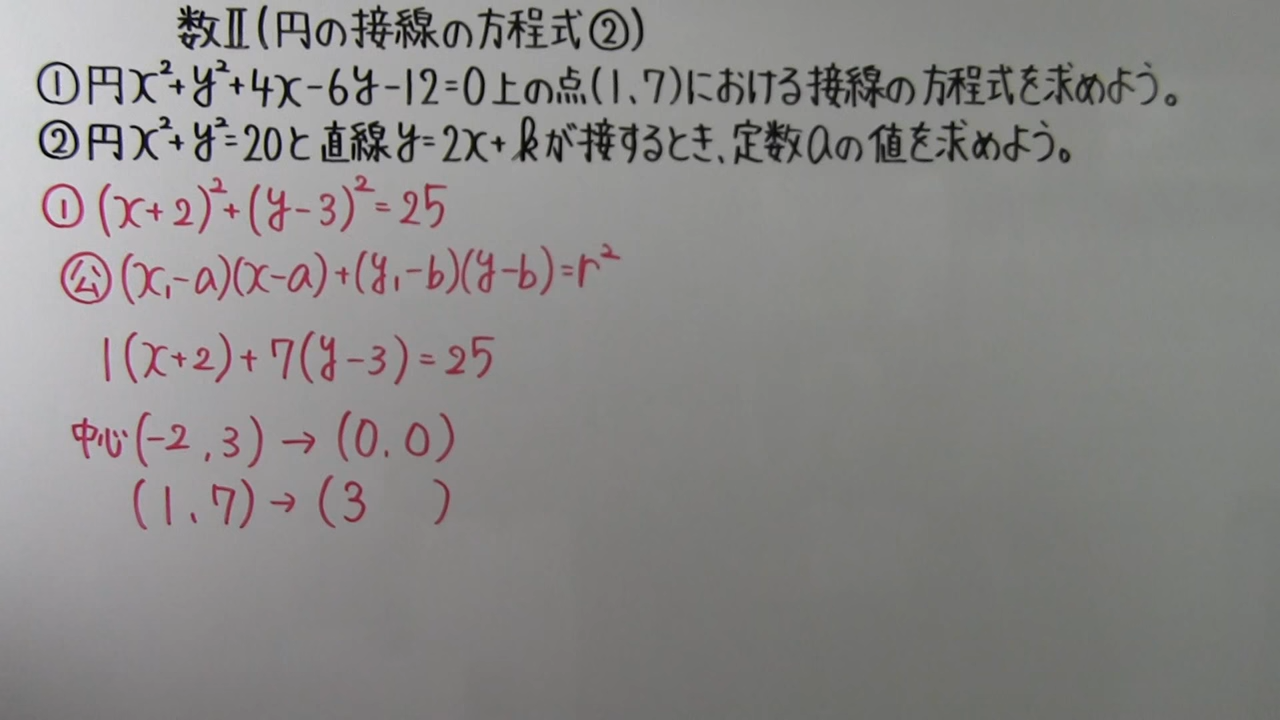 数Ⅱ(円の接線の方程式②)
①円x²+y²+4x-6y-12=0上の点(1、7)における接線の方程式を求めよう。
②円x²+y²=20と直線y=2x+kが接するとき、定数aの値を求めよう。
①(x+2)²+(y-3)²=25
公(x₁-a)(x-a)+(y₁-b)(y-b)=r²
1(x+2)+7(y-3)=25
中心(-2,3)→(0.0)
(1、7)→(3 )